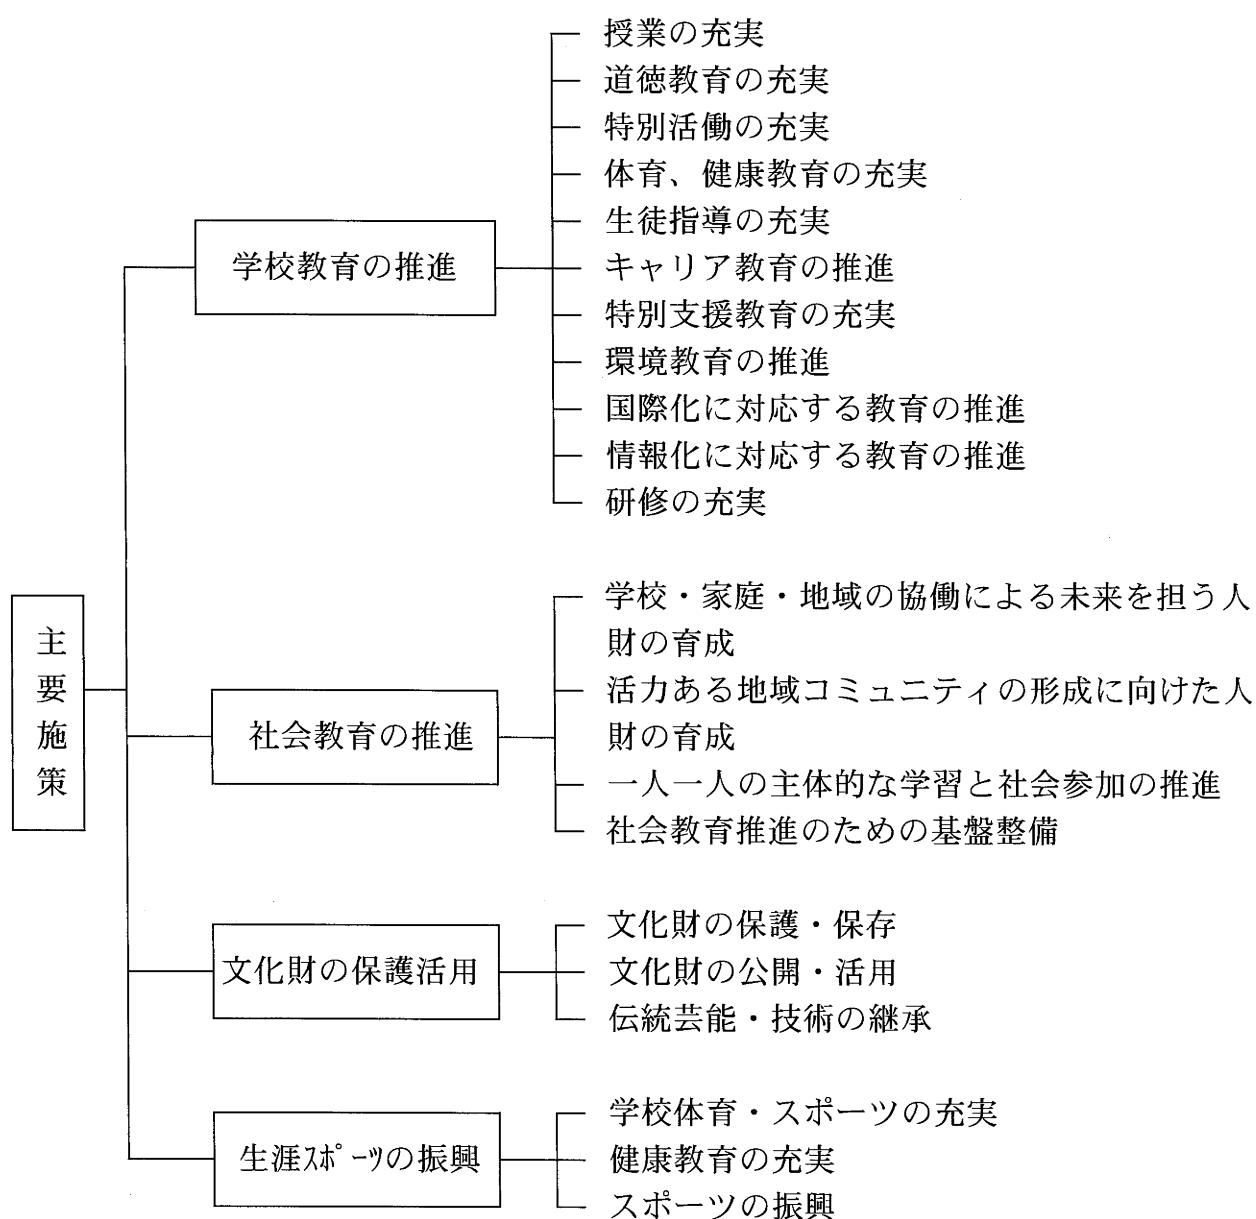 主要施策
学校教育の推進
授業の充実
道徳教育の充実
特別活働の充実
体育、健康教育の充実
生徒指導の充実
キャリア教育の推進
特別支援教育の充実
環境教育の推進
国際化に対応する教育の推進
情報化に対応する教育の推進
研修の充実
社会教育の推進
学校・家庭・地域の協働による未来を担う人
財の育成
活力ある地域コミュニティの形成に向けた人
財の育成
一人一人の主体的な学習と社会参加の推進
社会教育推進のための基盤整備
文化財の保護活用
文化財の保護・保存
文化財の公開・活用
伝統芸能・技術の継承
生涯ｽﾎﾟｰﾂの振興
学校体育・スポーツの充実
健康教育の充実
スポーツの振興